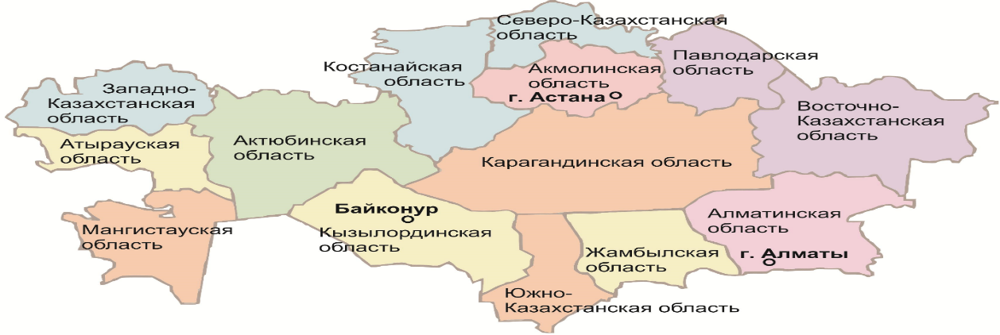 Северо-Казахстанская
область
Костанайская
область
Акмолинская
область
г. Астана
Павлодарская
область
Западно-
Казахстанская
область
Восточно-
Казахстанская
область
Атырауская
область
Актюбинская
область
Карагандинская область
Байконур
Кызылординская
область
Мангистауская
область
Алматинская
область
г. Алматы
Жамбылская
область
Южно-
Казахстанская область